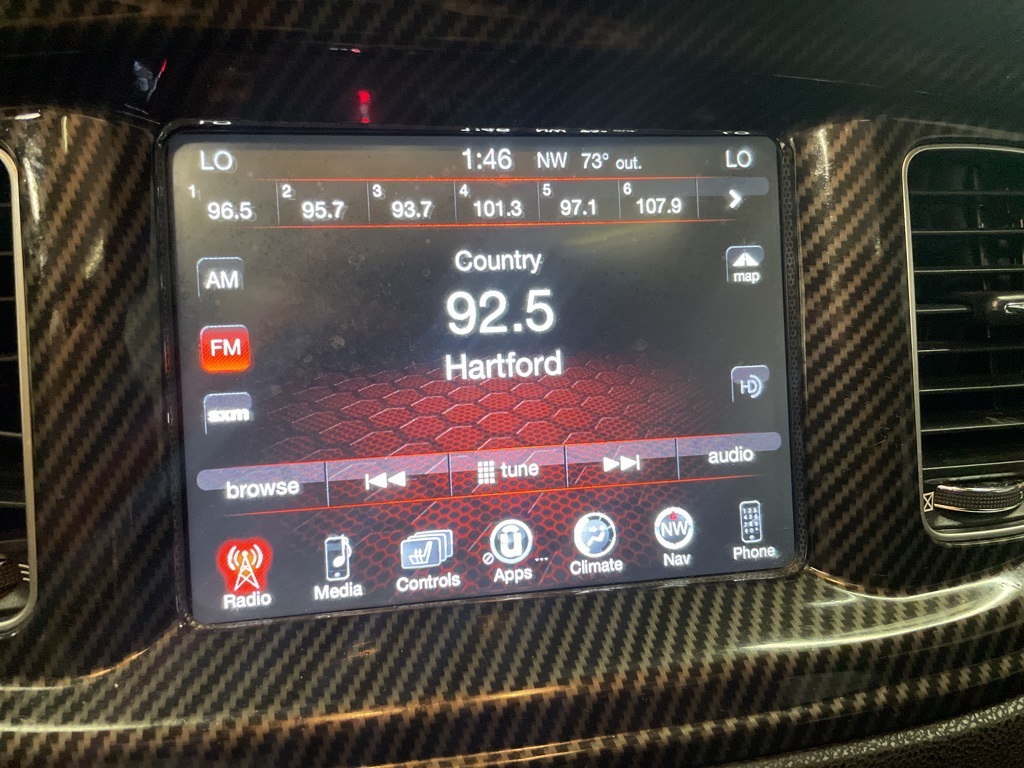 LO 1:46 NW 73° out. LO
1 96.5 2 95.7 3 93.7 4 101.3 5 97.1 6 107.9
Country
AM
map
92.5
FM
Hartford
HD
sxm
browse tune audio
Radio Media Controls Apps ... Climate NW Nav Phone